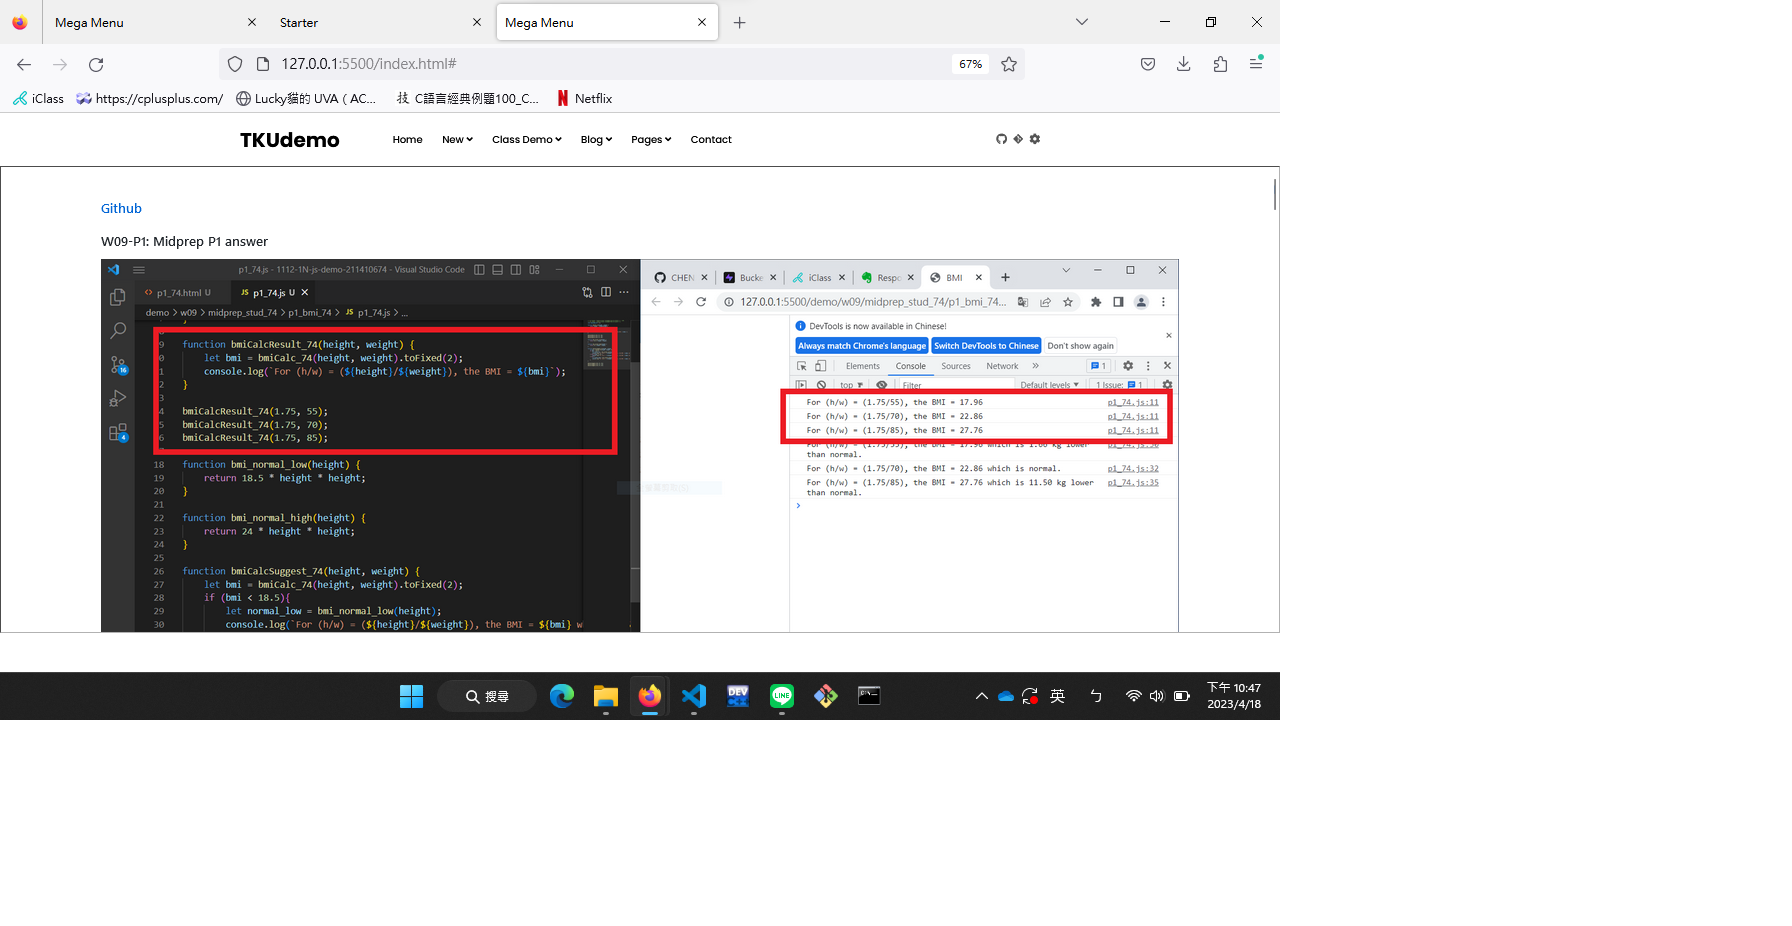 Mega Menu
Starter
Mega Menu
127.0.0.1:5500/index.html#
67%
iClass
https://cplusplus.com/
Lucky貓的 UVA ( AC...
技 C語言經典例題100_C...
Netflix
TKUdemo
Home
New
Class Demo
Blog
Pages
Contact
Github
W09-P1: Midprep P1 answer
p1_74.js - 1112-1N-js-demo-211410674 - Visual Studio Code
p1_74.html U
JS p1_74.js U
demo > w09 > midprep_stud_74 > p1_bmi_74 > JS p1_74.js > ...
9 function bmiCalcResult_74(height, weight) {
0 let bmi = bmiCalc_74(height, weight).toFixed(2);
1 console.log(`For (h/w) = (${height}/${weight}), the BMI = ${bmi}`);
2 }
3
4 bmiCalcResult_74(1.75, 55);
5 bmiCalcResult_74(1.75, 70);
6 bmiCalcResult_74(1.75, 85);
18 function bmi_normal_low(height) {
19 return 18.5 * height * height;
20 }
21
22 function bmi_normal_high(height) {
23 return 24 * height * height;
24 }
25
26 function bmiCalcSuggest_74(height, weight) {
27 let bmi = bmiCalc_74(height, weight).toFixed(2);
28 if (bmi < 18.5){
29 let normal_low = bmi_normal_low(height);
30 console.log(`For (h/w) = (${height}/${weight}), the BMI = ${bmi} w
16
4
CHEN
Bucke
iClass
Respo
BMI
127.0.0.1:5500/demo/w09/midprep_stud_74/p1_bmi_74...
DevTools is now available in Chinese!
Always match Chrome's language
Switch DevTools to Chinese
Don't show again
Elements
Console
Sources
Network
1
top
Filter
Default levels
1 Issue: 1
For (h/w) = (1.75/55), the BMI = 17.96 p1_74.js:11
For (h/w) = (1.75/70), the BMI = 22.86 p1_74.js:11
For (h/w) = (1.75/85), the BMI = 27.76 p1_74.js:11
For (h/w) = (1.75/55), the BMI = 17.96 which is 1.66 kg lower p1_74.js:30
than normal.
For (h/w) = (1.75/70), the BMI = 22.86 which is normal. p1_74.js:32
For (h/w) = (1.75/85), the BMI = 27.76 which is 11.50 kg lower p1_74.js:35
than normal.
搜尋
DEV
LINE
英
ㄅ
下午 10:47
2023/4/18